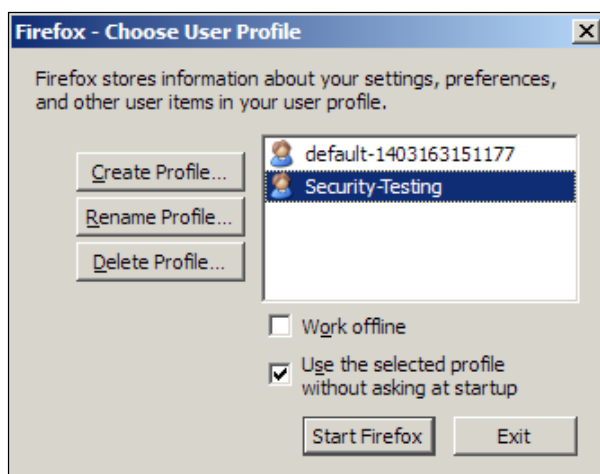 Firefox - Choose User Profile
Firefox stores information about your settings, preferences,
and other user items in your user profile.
Create Profile...
Rename Profile...
Delete Profile...
default-1403163151177
Security-Testing
Work offline
Use the selected profile
without asking at startup
Start Firefox
Exit